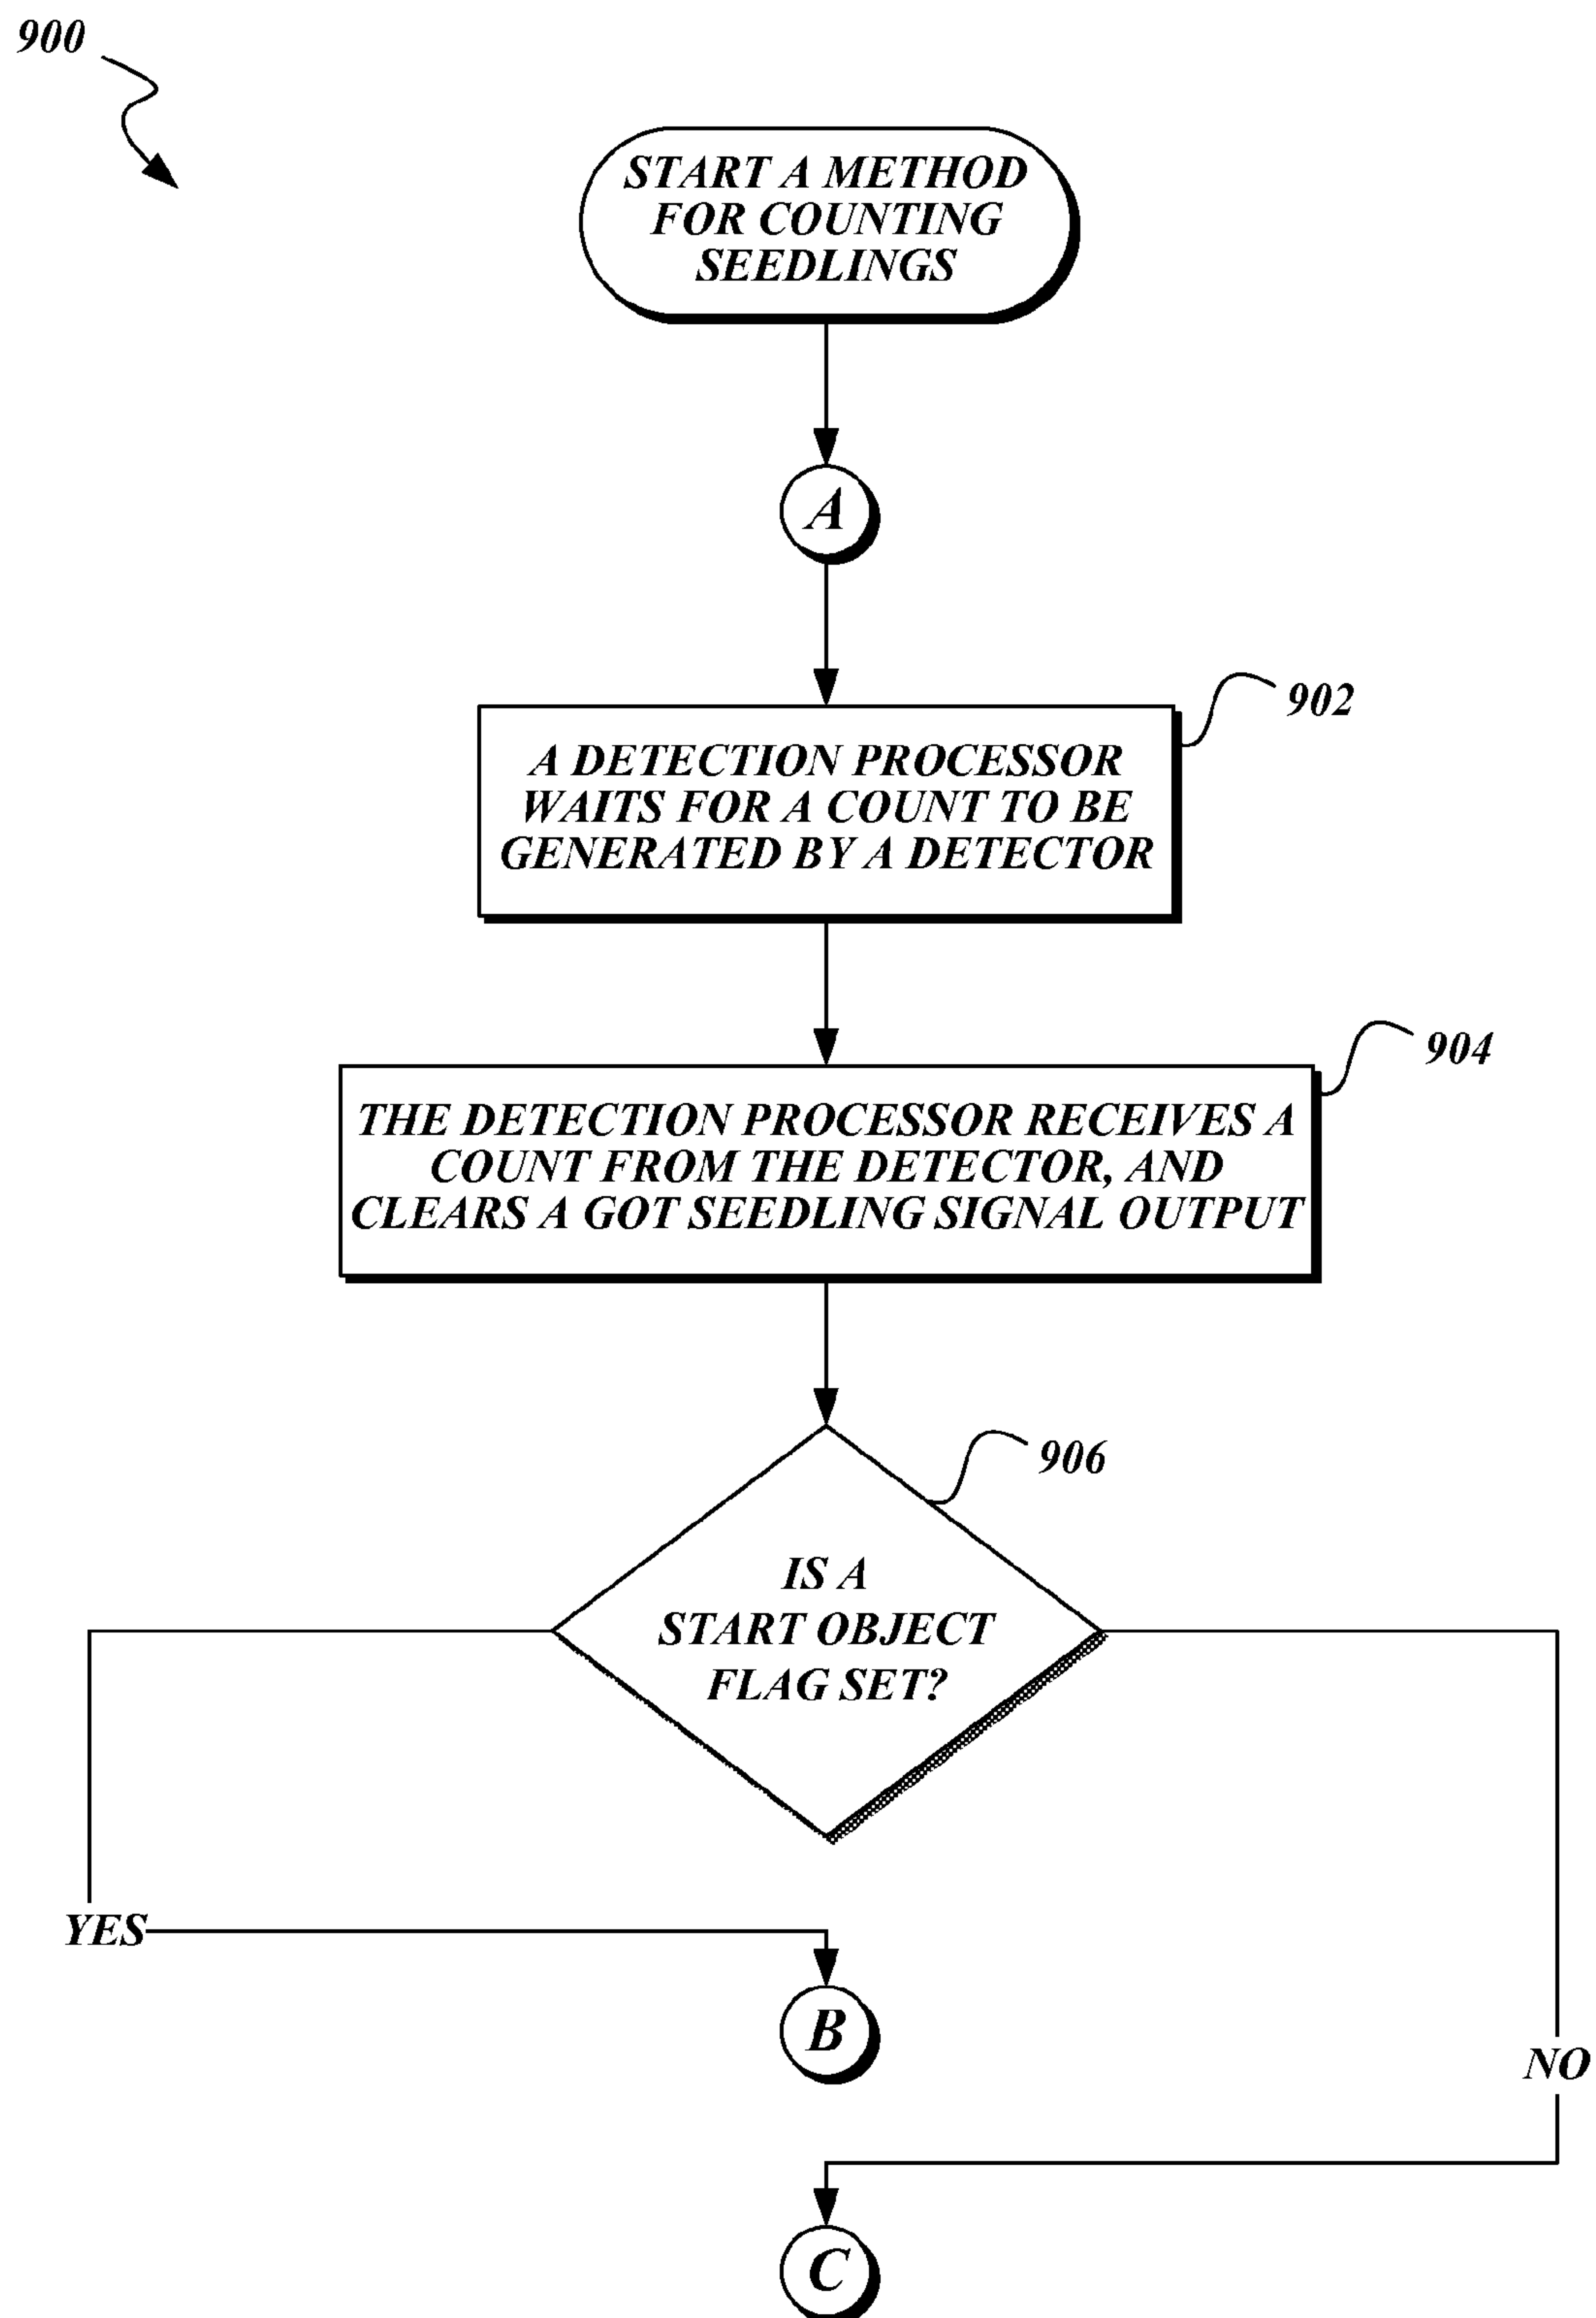 900
START A METHOD
FOR COUNTING
SEEDLINGS
A
902
A DETECTION PROCESSOR
WAITS FOR A COUNT TO BE
GENERATED BY A DETECTOR
904
THE DETECTION PROCESSOR RECEIVES A
COUNT FROM THE DETECTOR, AND
CLEARS A GOT SEEDLING SIGNAL OUTPUT
906
IS A
START OBJECT
FLAG SET?
YES
B
NO
C